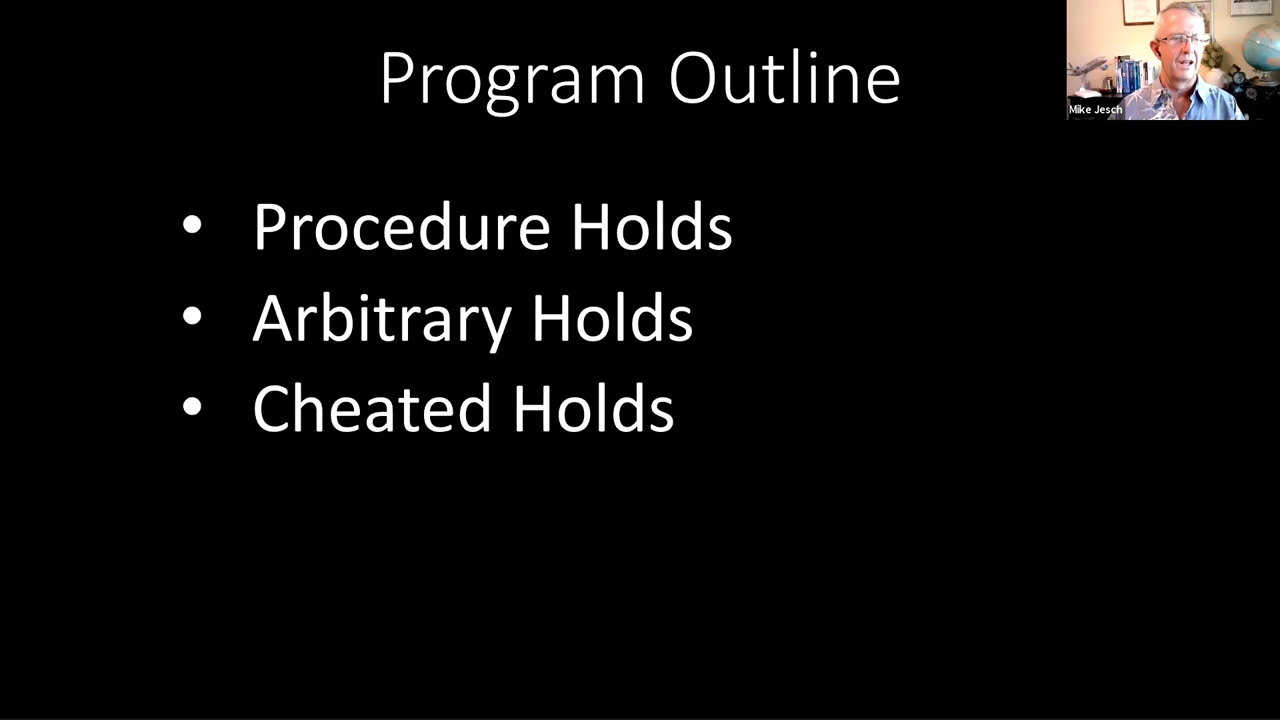 Program Outline
Mike Jesch
• Procedure Holds
• Arbitrary Holds
• Cheated Holds